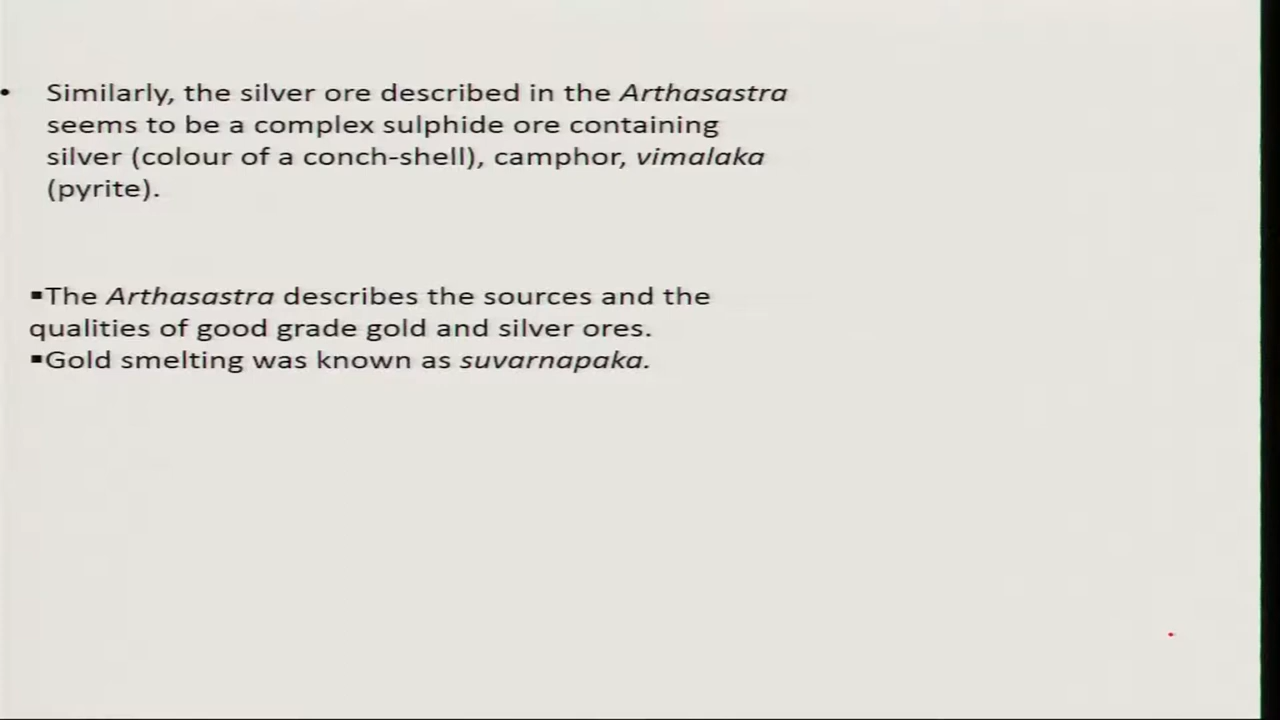 • Similarly, the silver ore described in the Arthasastra
seems to be a complex sulphide ore containing
silver (colour of a conch-shell), camphor, vimalaka
(pyrite).
▪The Arthasastra describes the sources and the
qualities of good grade gold and silver ores.
▪Gold smelting was known as suvarnapaka.